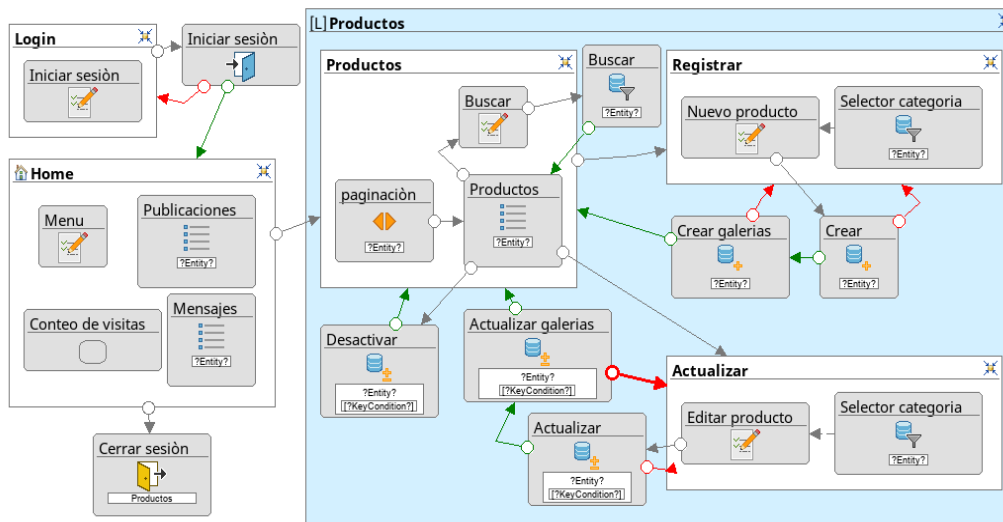 Login
Iniciar sesiòn
Iniciar sesiòn
Home
Menu
Publicaciones
?Entity?
Conteo de visitas
Mensajes
?Entity?
Cerrar sesiòn
Productos
[L] Productos
Productos
Buscar
paginaciòn
?Entity?
Productos
?Entity?
Buscar
?Entity?
Registrar
Nuevo producto
Selector categoria
?Entity?
Crear galerias
?Entity?
Crear
?Entity?
Desactivar
?Entity?
[?KeyCondition?]
Actualizar galerias
?Entity?
[?KeyCondition?]
Actualizar
?Entity?
[?KeyCondition?]
Actualizar
Editar producto
Selector categoria
?Entity?